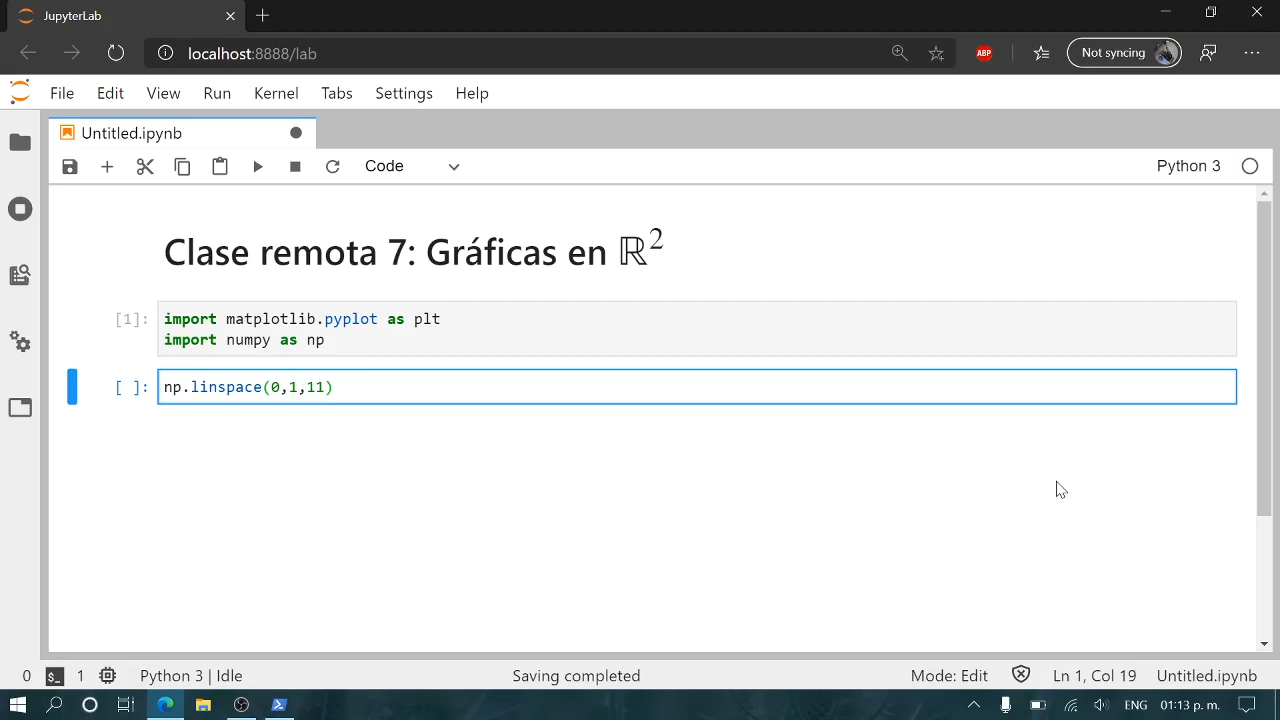 JupyterLab
localhost:8888/lab
ABP
Not syncing
File Edit View Run Kernel Tabs Settings Help
Untitled.ipynb
Code
Python 3
Clase remota 7: Gráficas en ℝ²
[1]: import matplotlib.pyplot as plt
import numpy as np
[ ]: np.linspace(0,1,11)
0 $_ 1 Python 3 | Idle Saving completed Mode: Edit Ln 1, Col 19 Untitled.ipynb
ENG 01:13 p. m.